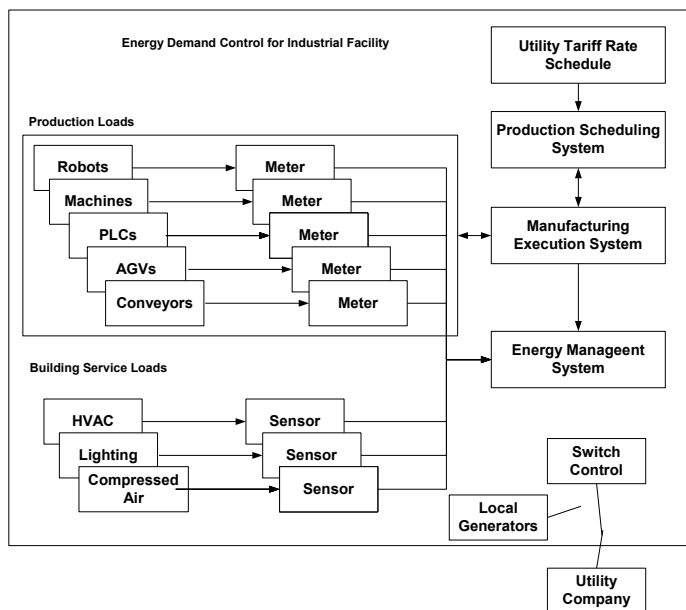 Energy Demand Control for Industrial Facility
Utility Tariff Rate
Schedule
Production Loads
Production Scheduling
System
Robots
Meter
Machines
Meter
PLCs
Meter
Manufacturing
Execution System
AGVs
Meter
Conveyors
Meter
Energy Manageent
System
Building Service Loads
HVAC
Sensor
Lighting
Sensor
Compressed
Air
Sensor
Switch
Control
Local
Generators
Utility
Company